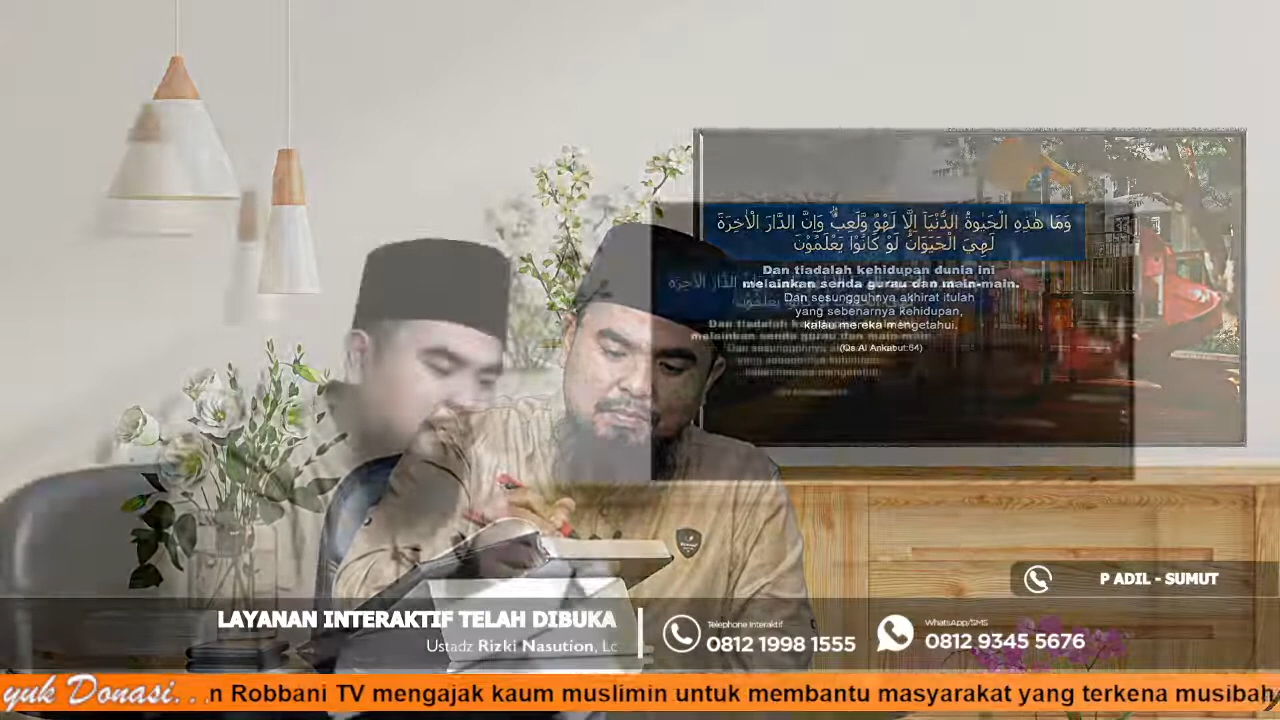 وَمَا هٰذِهِ الْحَيٰوةُ الدُّنْيَآ اِلَّا لَهْوٌ وَّلَعِبٌۗ وَاِنَّ الدَّارَ الْاٰخِرَةَ
لَهِيَ الْحَيَوَانُۘ لَوْ كَانُوْا يَعْلَمُوْنَ
Dan tiadalah kehidupan dunia ini
melainkan senda gurau dan main-main.
Dan sesungguhnya akhirat itulah
yang sebenarnya kehidupan,
kalau mereka mengetahui.
(Qs Al Ankabut:64)
P ADIL - SUMUT
LAYANAN INTERAKTIF TELAH DIBUKA
Ustadz Rizki Nasution, Lc
Telephone Interaktif
0812 1998 1555
WhatsApp/SMS
0812 9345 5676
yuk Donasi. . . n Robbani TV mengajak kaum muslimin untuk membantu masyarakat yang terkena musibah